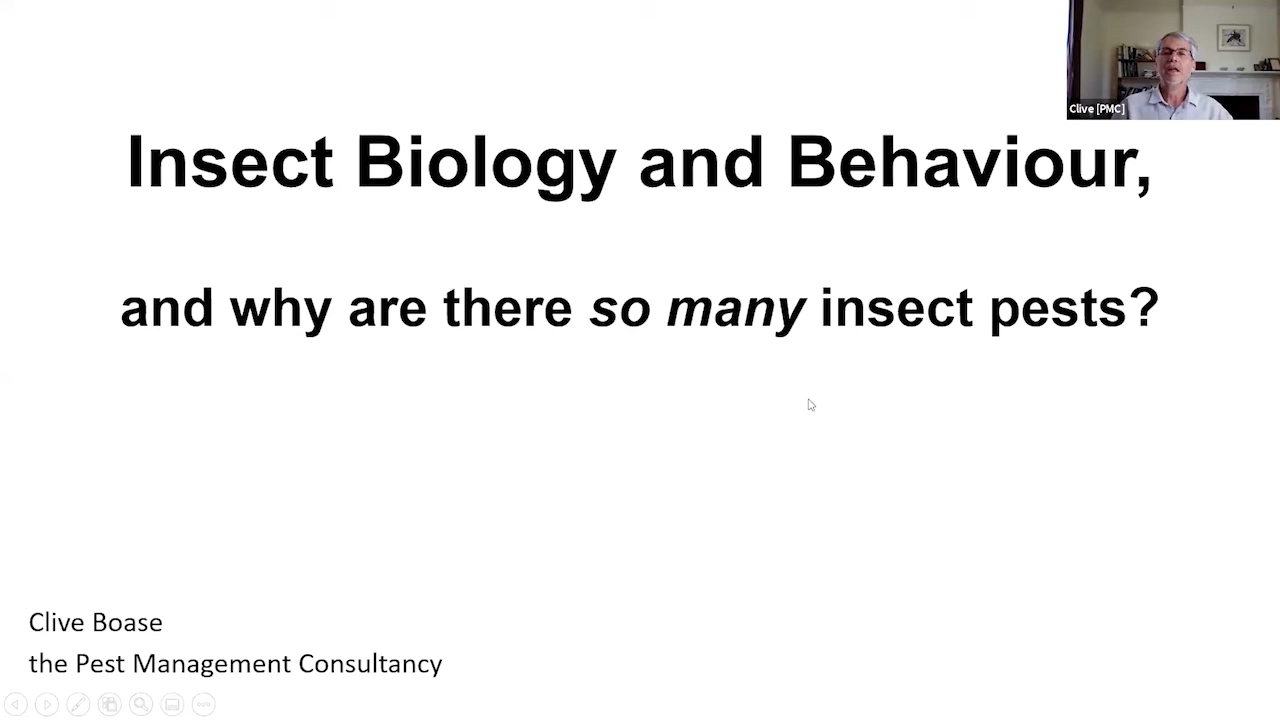 Clive [PMC]
Insect Biology and Behaviour,
and why are there so many insect pests?
Clive Boase
the Pest Management Consultancy